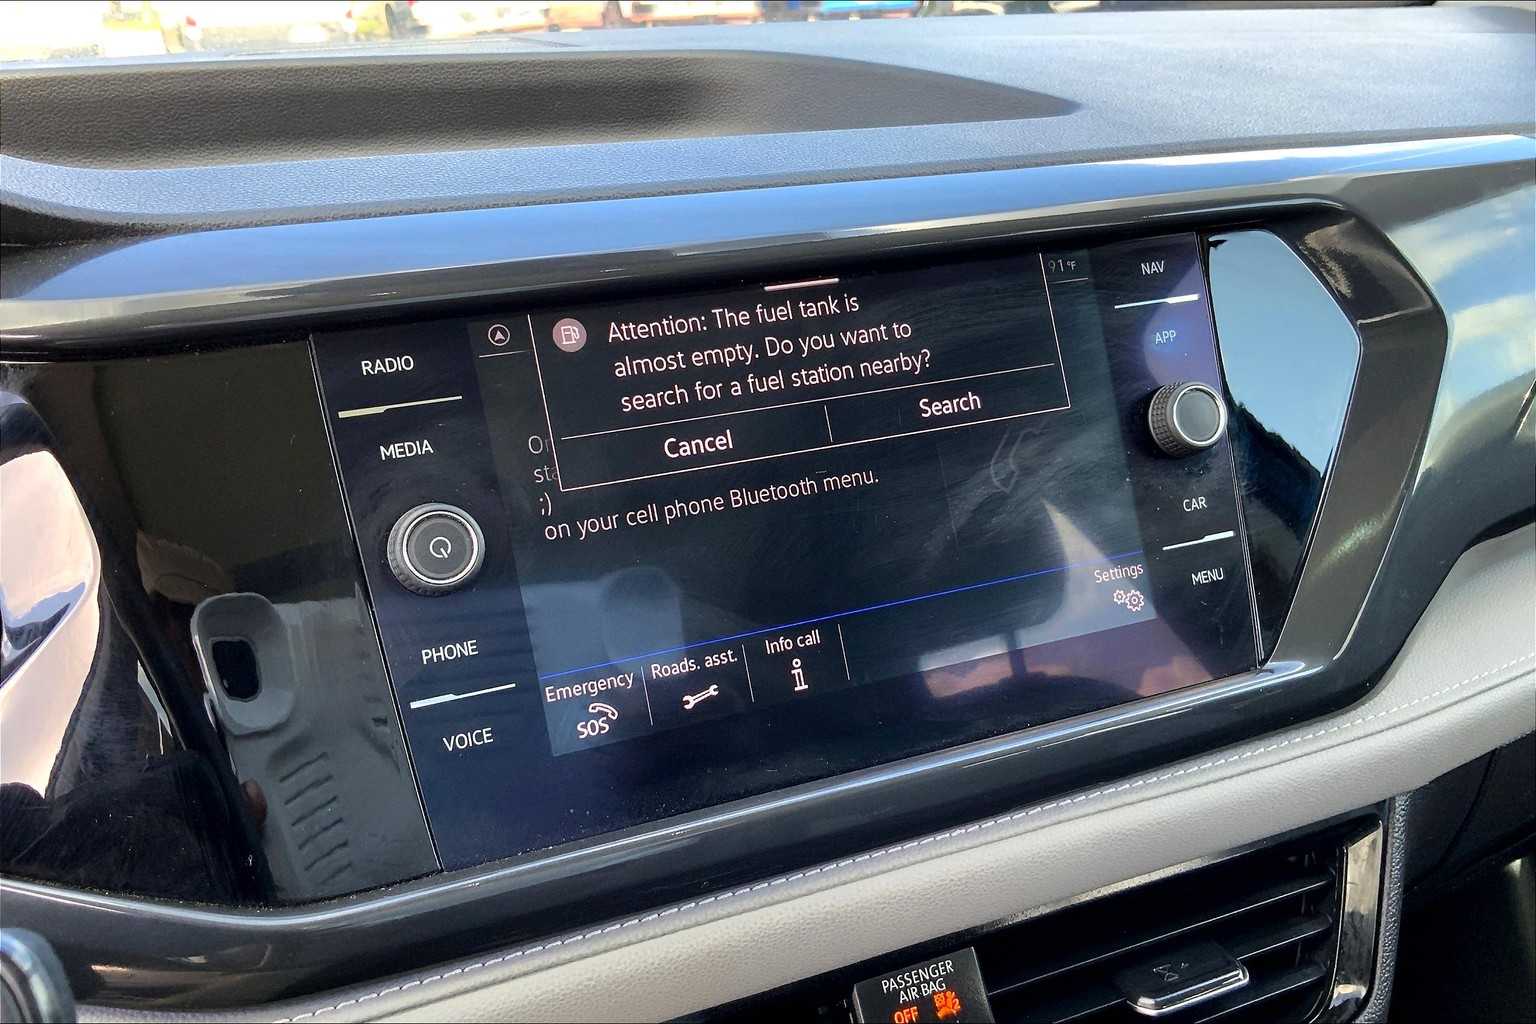 RADIO
MEDIA
PHONE
VOICE
Attention: The fuel tank is
almost empty. Do you want to
search for a fuel station nearby?
Cancel
Search
91°F
;)
on your cell phone Bluetooth menu.
Settings
Emergency
SOS
Roads. asst.
Info call
NAV
APP
CAR
MENU
PASSENGER
AIR BAG
OFF